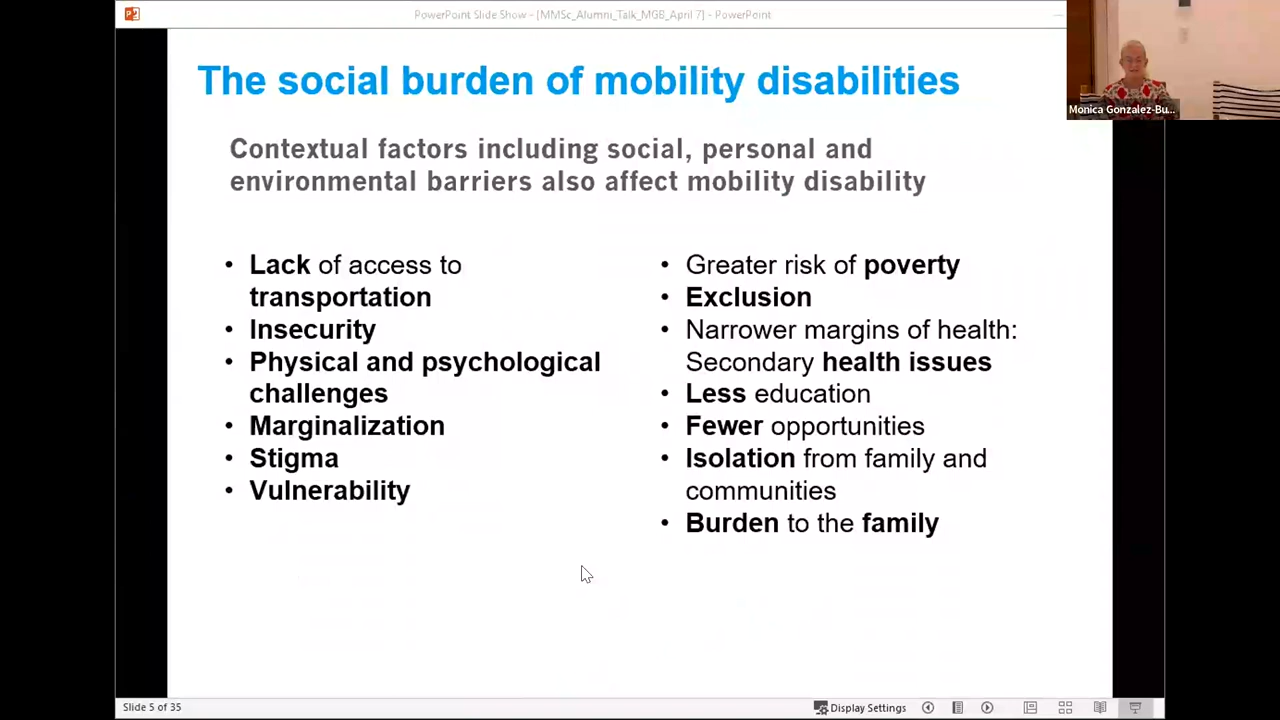 PowerPoint Slide Show - [MMSc_Alumni_Talk_MGB_April 7] - PowerPoint
Monica Gonzalez-Bu...
The social burden of mobility disabilities
Contextual factors including social, personal and
environmental barriers also affect mobility disability
• Lack of access to
transportation
• Insecurity
• Physical and psychological
challenges
• Marginalization
• Stigma
• Vulnerability
• Greater risk of poverty
• Exclusion
• Narrower margins of health:
Secondary health issues
• Less education
• Fewer opportunities
• Isolation from family and
communities
• Burden to the family
Slide 5 of 35
Display Settings